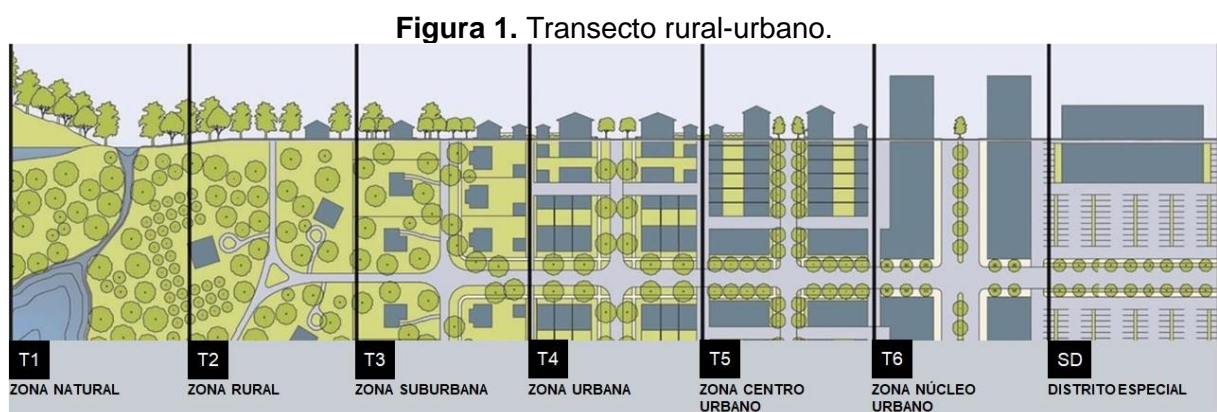 Figura 1. Transecto rural-urbano.
T1
ZONA NATURAL
T2
ZONA RURAL
T3
ZONA SUBURBANA
T4
ZONA URBANA
T5
ZONA CENTRO
URBANO
T6
ZONA NÚCLEO
URBANO
SD
DISTRITO ESPECIAL